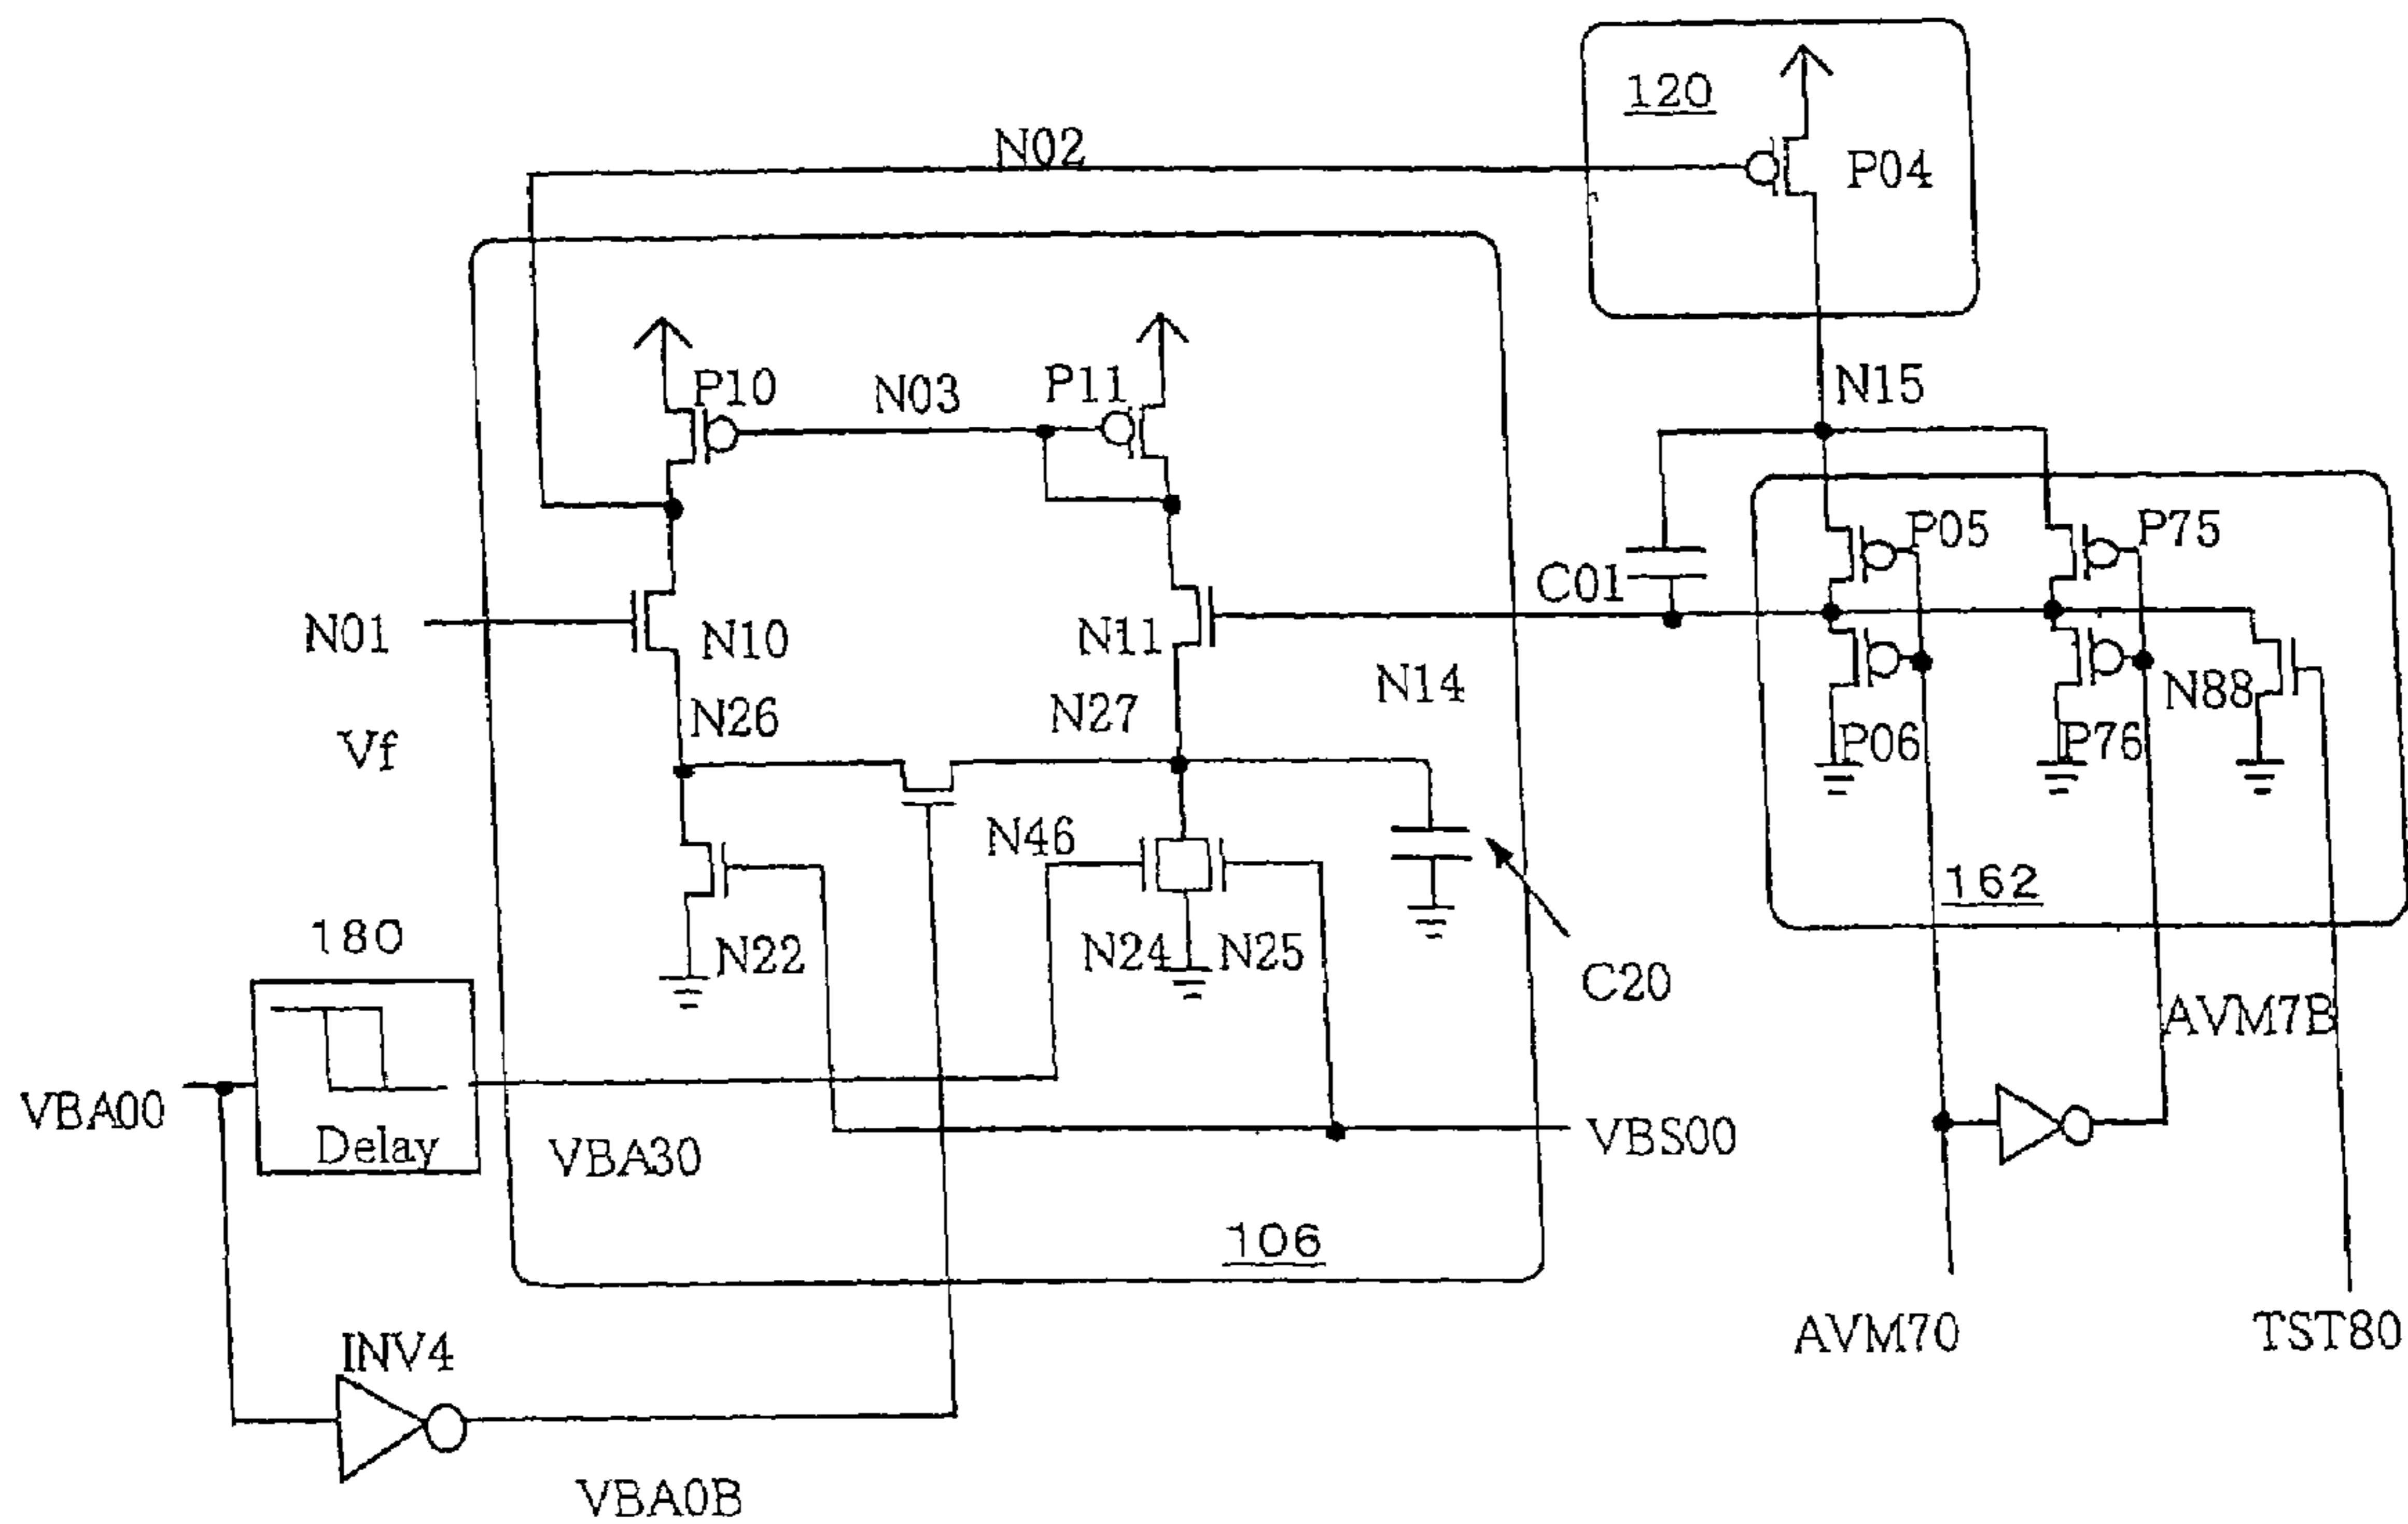 120
N02
P04
P10
N03
P11
N15
P05
P75
C01
N01
N10
N11
N14
N88
N26
N27
Vf
P06
P76
N46
162
180
N22
N24
N25
C20
AVM7B
VBA00
Delay
VBA30
VBS00
106
AVM70
TST80
INV4
VBA0B